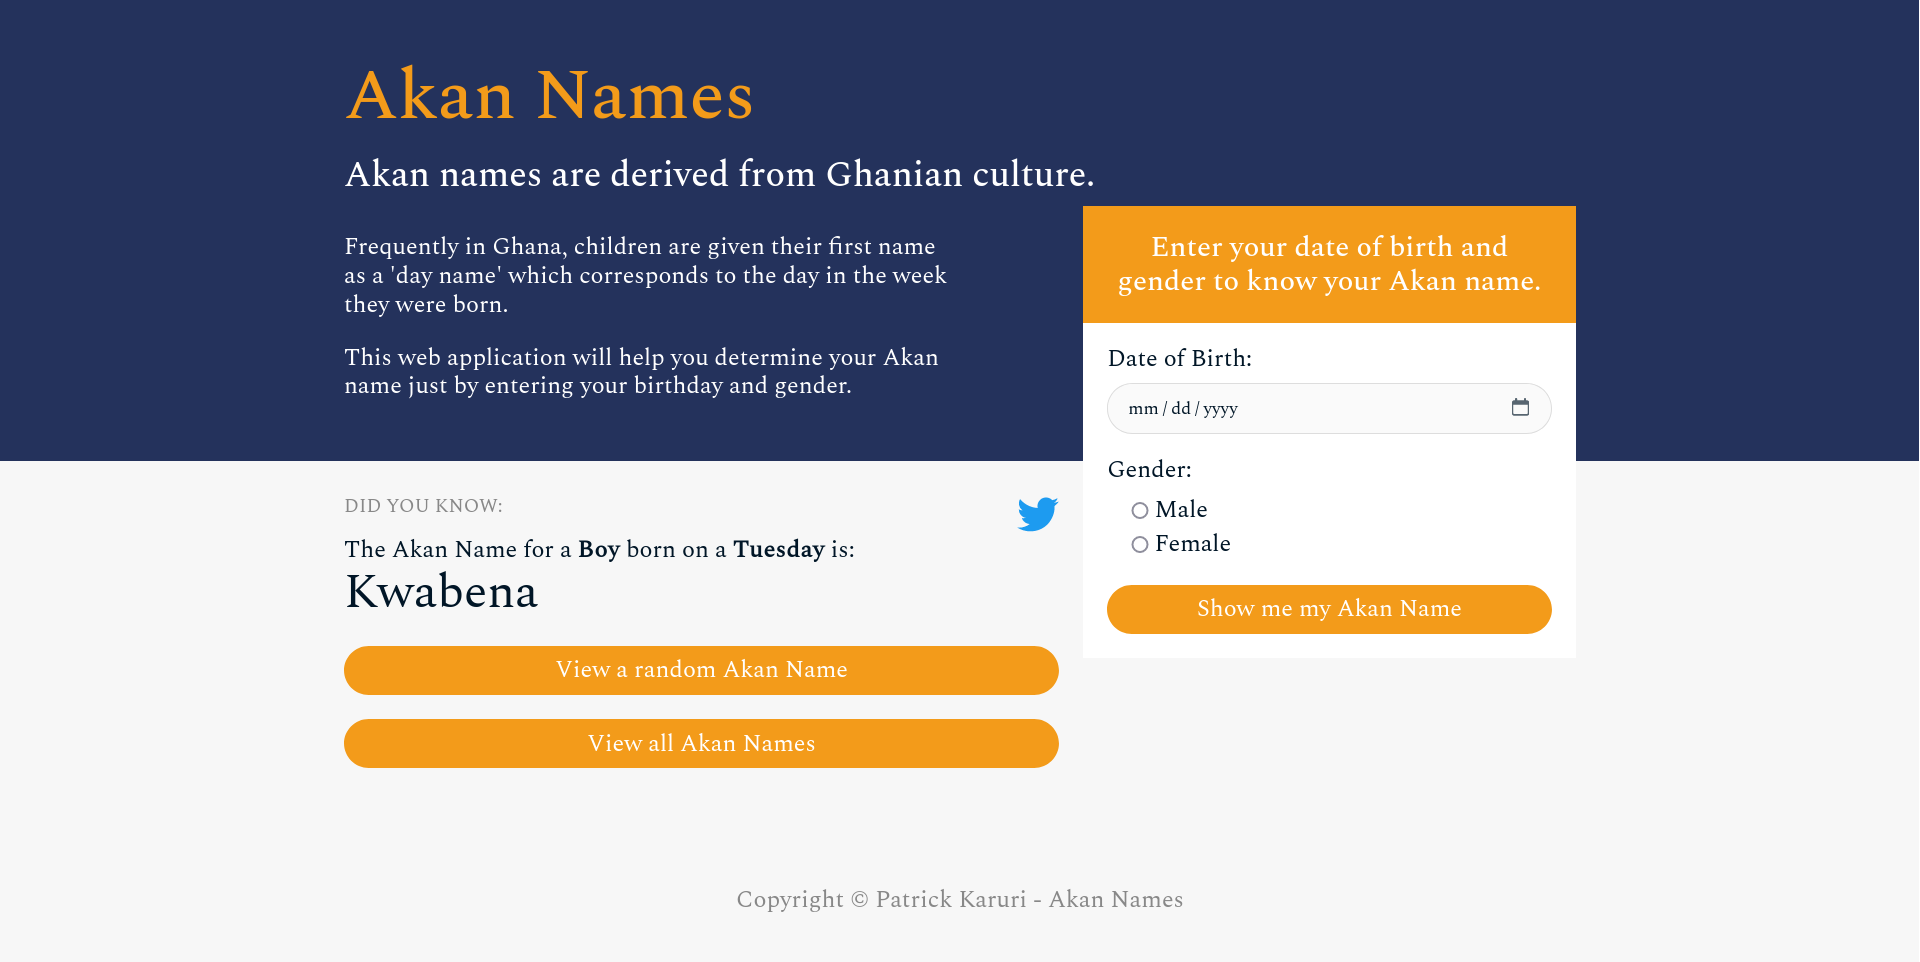 Akan Names
Akan names are derived from Ghanian culture.
Frequently in Ghana, children are given their first name
as a 'day name' which corresponds to the day in the week
they were born.
This web application will help you determine your Akan
name just by entering your birthday and gender.
Enter your date of birth and
gender to know your Akan name.
Date of Birth:
mm / dd / yyyy
Gender:
Male
Female
Show me my Akan Name
DID YOU KNOW:
The Akan Name for a Boy born on a Tuesday is:
Kwabena
View a random Akan Name
View all Akan Names
Copyright © Patrick Karuri - Akan Names